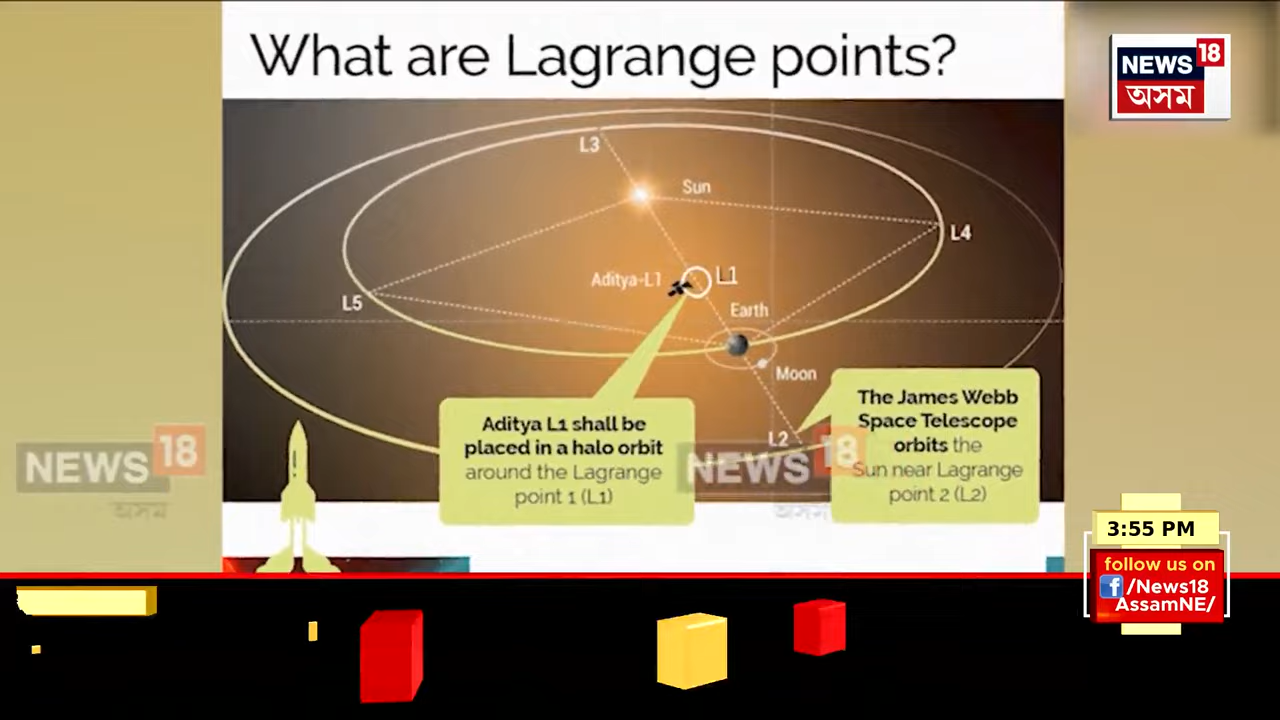 What are Lagrange points?
NEWS 18
অসম
L3
Sun
L4
Aditya-L1
L1
L5
Earth
Moon
L2
Aditya L1 shall be
placed in a halo orbit
around the Lagrange
point 1 (L1)
The James Webb
Space Telescope
orbits the
Sun near Lagrange
point 2 (L2)
NEWS 18
অসম
NEWS 18
অসম
3:55 PM
follow us on
f /News18
AssamNE/